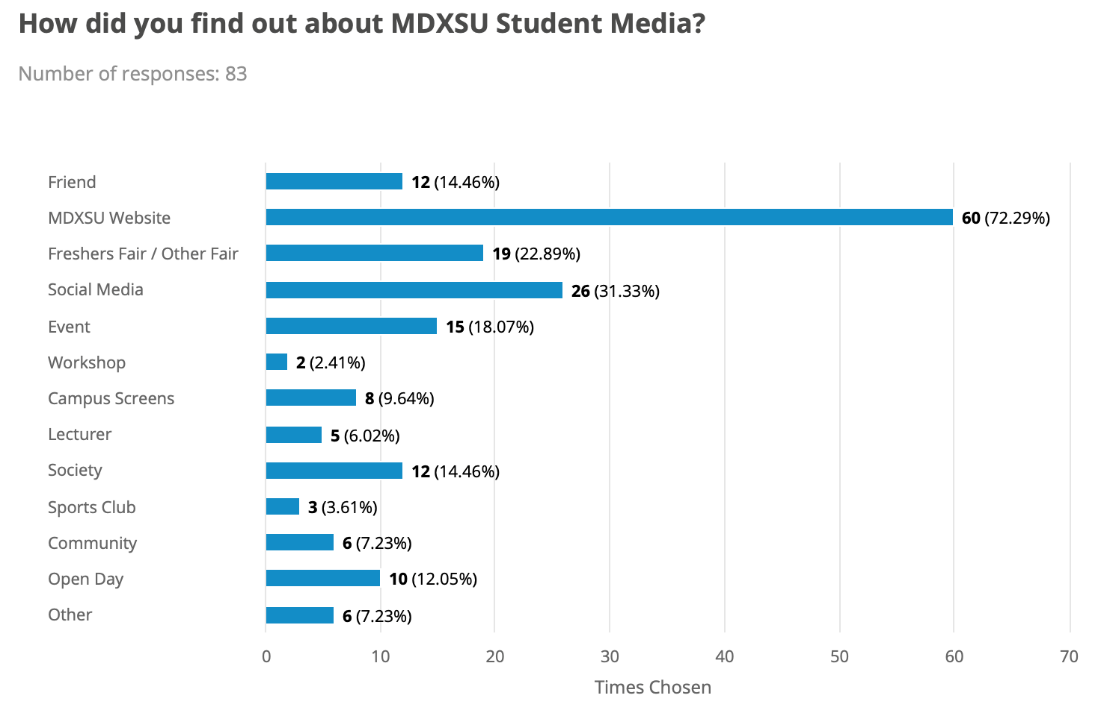 How did you find out about MDXSU Student Media?
Number of responses: 83
Friend 12 (14.46%)
MDXSU Website 60 (72.29%)
Freshers Fair / Other Fair 19 (22.89%)
Social Media 26 (31.33%)
Event 15 (18.07%)
Workshop 2 (2.41%)
Campus Screens 8 (9.64%)
Lecturer 5 (6.02%)
Society 12 (14.46%)
Sports Club 3 (3.61%)
Community 6 (7.23%)
Open Day 10 (12.05%)
Other 6 (7.23%)
0 10 20 30 40 50 60 70
Times Chosen